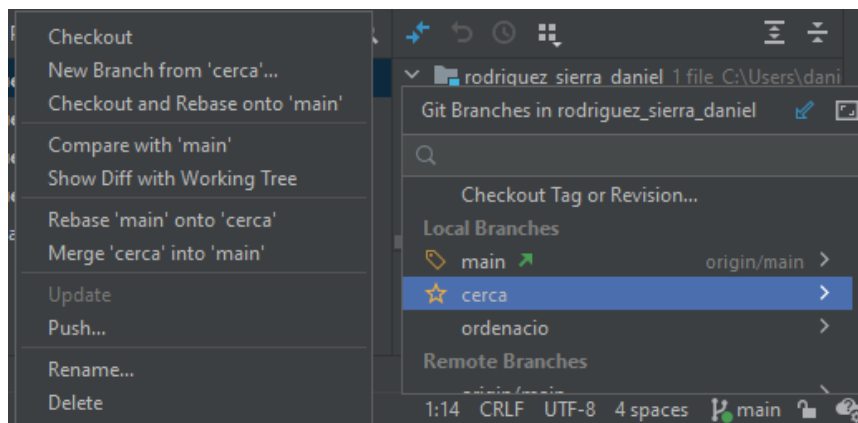 Checkout
New Branch from 'cerca'...
Checkout and Rebase onto 'main'
Compare with 'main'
Show Diff with Working Tree
Rebase 'main' onto 'cerca'
Merge 'cerca' into 'main'
Update
Push...
Rename...
Delete
rodriguez_sierra_daniel 1 file C:\Users\dani
Git Branches in rodriguez_sierra_daniel
Checkout Tag or Revision...
Local Branches
main origin/main
cerca
ordenacio
Remote Branches
origin/main
1:14 CRLF UTF-8 4 spaces main